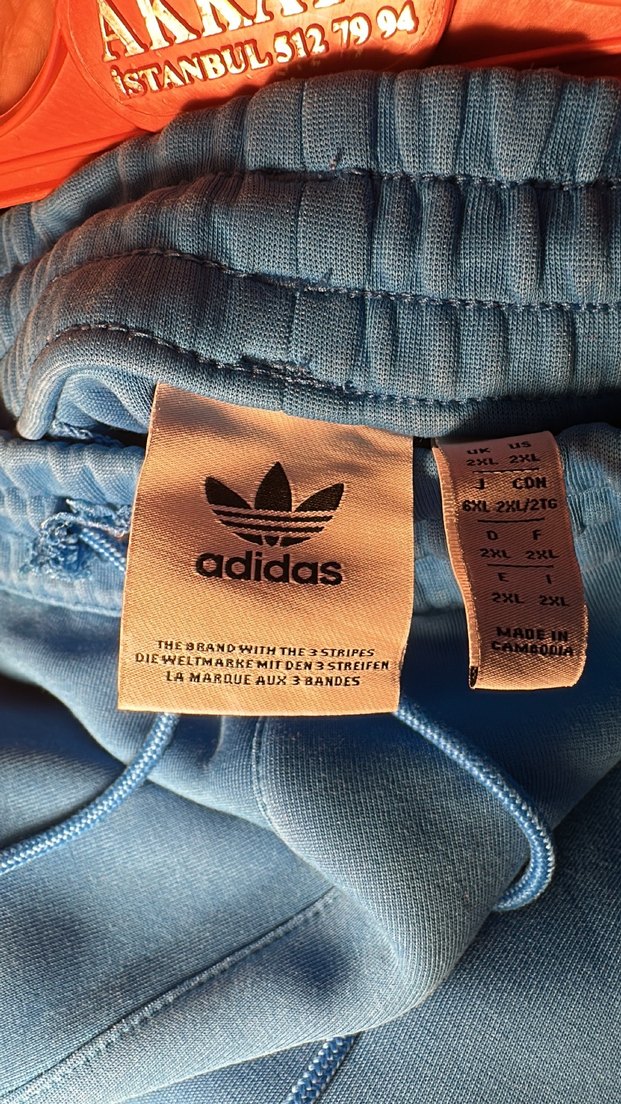 İSTANBUL 512 79 94
adidas
THE BRAND WITH THE 3 STRIPES
DIE WELTMARKE MIT DEN 3 STREIFEN
LA MARQUE AUX 3 BANDES
UK US
2XL 2XL
J CDN
6XL 2XL/2TG
D F
2XL 2XL
E I
2XL 2XL
MADE IN
CAMBODIA